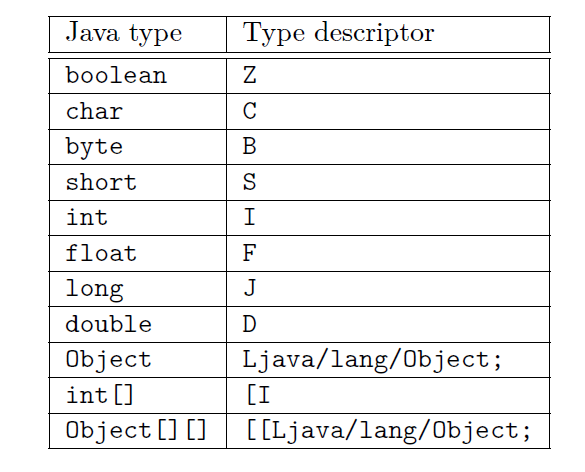 Java type Type descriptor
boolean Z
char C
byte B
short S
int I
float F
long J
double D
Object Ljava/lang/Object;
int[] [I
Object[][] [[Ljava/lang/Object;